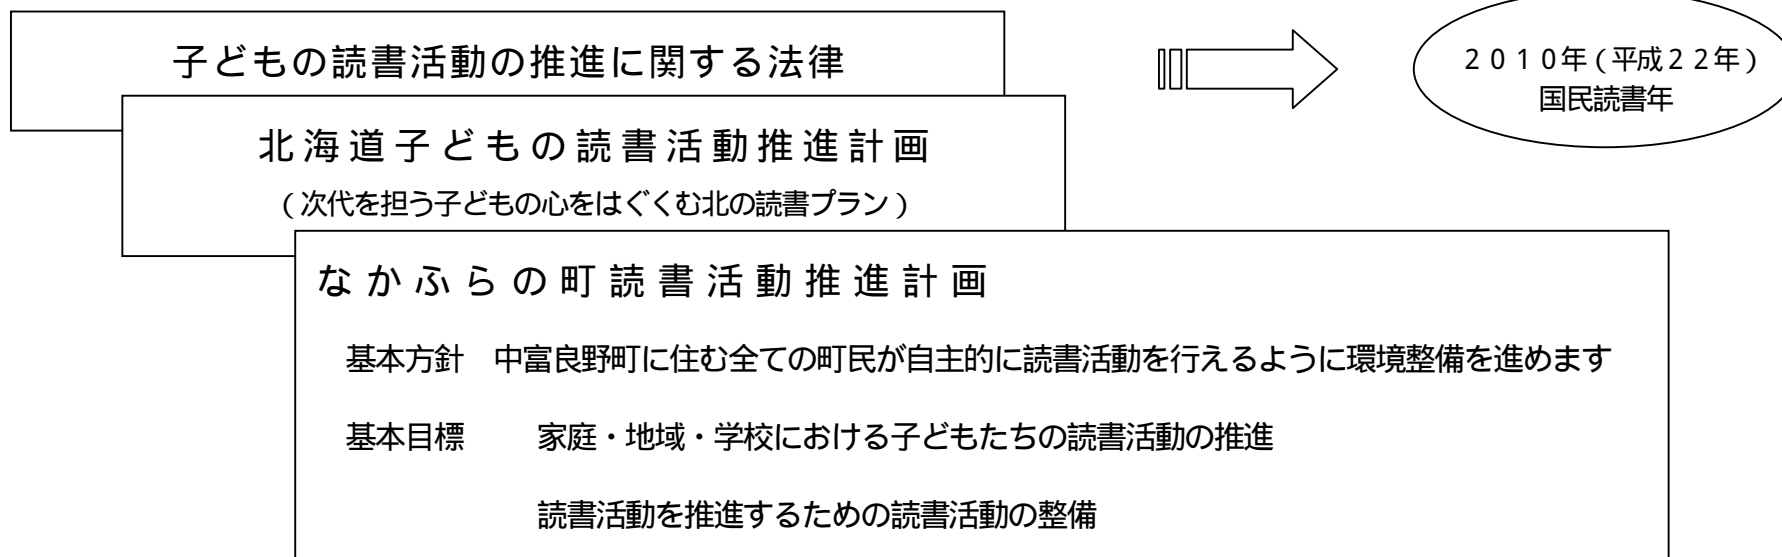 子どもの読書活動の推進に関する法律
2010年(平成22年)
国民読書年
北海道子どもの読書活動推進計画
(次代を担う子どもの心をはぐくむ北の読書プラン)
なかふらの町読書活動推進計画
基本方針 中富良野町に住む全ての町民が自主的に読書活動を行えるように環境整備を進めます
基本目標 家庭・地域・学校における子どもたちの読書活動の推進
読書活動を推進するための読書活動の整備